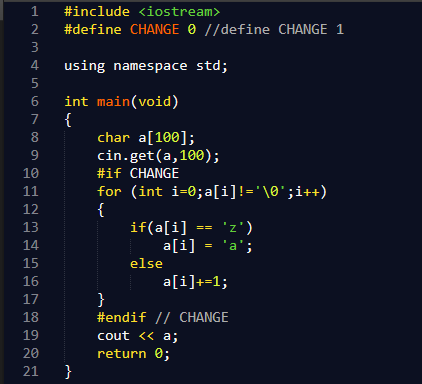 1 #include <iostream>
2 #define CHANGE 0 //define CHANGE 1
3
4 using namespace std;
5
6 int main(void)
7 {
8     char a[100];
9     cin.get(a,100);
10     #if CHANGE
11     for (int i=0;a[i]!='\0';i++)
12     {
13         if(a[i] == 'z')
14             a[i] = 'a';
15         else
16             a[i]+=1;
17     }
18     #endif // CHANGE
19     cout << a;
20     return 0;
21 }